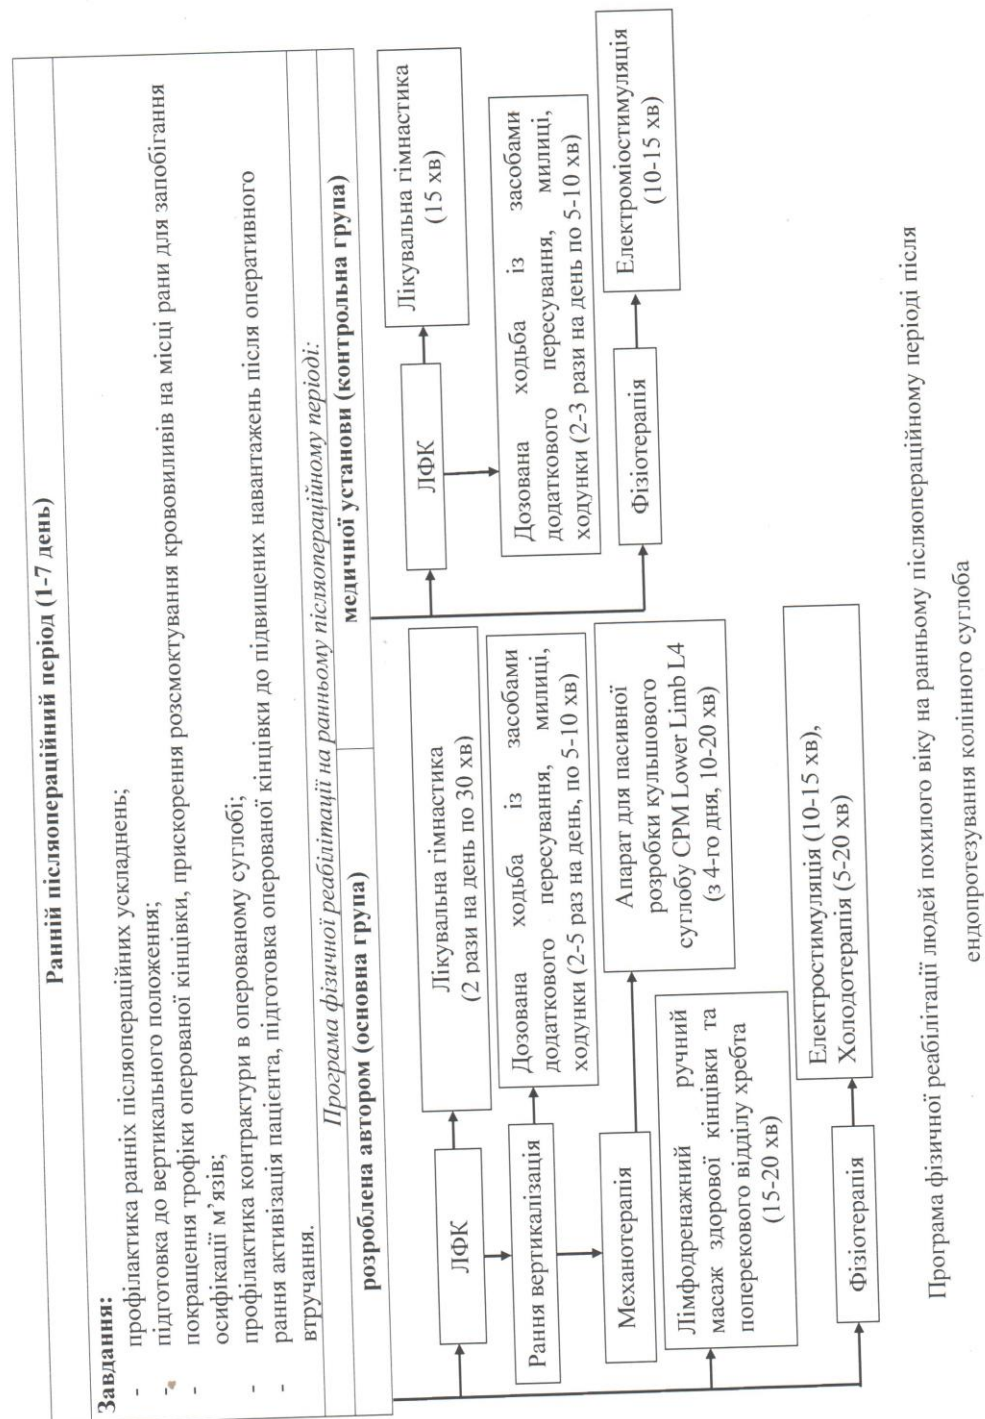 Ранній післяопераційний період (1-7 день)
Завдання:
- профілактика ранніх післяопераційних ускладнень;
- підготовка до вертикального положення;
- покращення трофіки оперованої кінцівки, прискорення розсмоктування крововиливів на місці рани для запобігання
осифікації м’язів;
- профілактика контрактури в оперованому суглобі;
- рання активізація пацієнта, підготовка оперованої кінцівки до підвищених навантажень після оперативного
втручання.
Програма фізичної реабілітації на ранньому післяопераційному періоді:
розроблена автором (основна група)
медичної установи (контрольна група)
ЛФК
Лікувальна гімнастика
(2 рази на день по 30 хв)
Рання вертикалізація
Дозована ходьба із засобами
додаткового пересування, милиці,
ходунки (2-5 раз на день, по 5-10 хв)
Механотерапія
Апарат для пасивної
розробки кульшового
суглобу CPM Lower Limb L4
(з 4-го дня, 10-20 хв)
Лімфодренажний ручний
масаж здорової кінцівки та
поперекового відділу хребта
(15-20 хв)
Фізіотерапія
Електростимуляція (10-15 хв),
Холодотерапія (5-20 хв)
ЛФК
Лікувальна гімнастика
(15 хв)
Дозована ходьба із засобами
додаткового пересування, милиці,
ходунки (2-3 рази на день по 5-10 хв)
Фізіотерапія
Електроміостимуляція
(10-15 хв)
Програма фізичної реабілітації людей похилого віку на ранньому післяопераційному періоді після
ендопротезування колінного суглоба